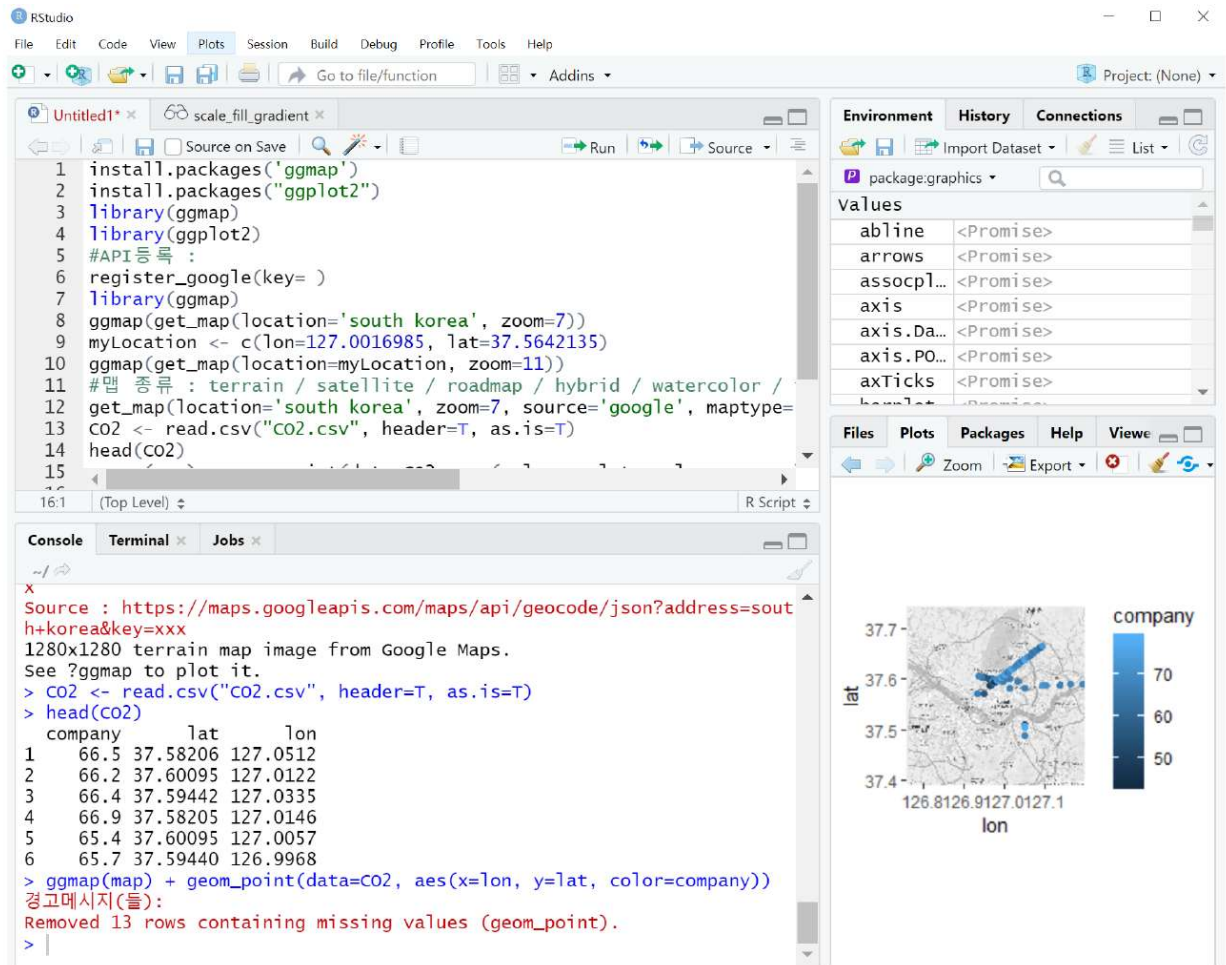 RStudio
File Edit Code View Plots Session Build Debug Profile Tools Help
Go to file/function Addins Project: (None)
Untitled1* scale_fill_gradient
Source on Save Run Source
1 install.packages('ggmap')
2 install.packages("ggplot2")
3 library(ggmap)
4 library(ggplot2)
5 #API등록 :
6 register_google(key= )
7 library(ggmap)
8 ggmap(get_map(location='south korea', zoom=7))
9 myLocation <- c(lon=127.0016985, lat=37.5642135)
10 ggmap(get_map(location=myLocation, zoom=11))
11 #맵 종류 : terrain / satellite / roadmap / hybrid / watercolor /
12 get_map(location='south korea', zoom=7, source='google', maptype=
13 CO2 <- read.csv("CO2.csv", header=T, as.is=T)
14 head(CO2)
15
16:1 (Top Level) R Script
Console Terminal Jobs
~/
x
Source : https://maps.googleapis.com/maps/api/geocode/json?address=sout
h+korea&key=xxx
1280x1280 terrain map image from Google Maps.
See ?ggmap to plot it.
> CO2 <- read.csv("CO2.csv", header=T, as.is=T)
> head(CO2)
company lat lon
1 66.5 37.58206 127.0512
2 66.2 37.60095 127.0122
3 66.4 37.59442 127.0335
4 66.9 37.58205 127.0146
5 65.4 37.60095 127.0057
6 65.7 37.59440 126.9968
> ggmap(map) + geom_point(data=CO2, aes(x=lon, y=lat, color=company))
경고메시지(들):
Removed 13 rows containing missing values (geom_point).
>
Environment History Connections
Import Dataset List
package:graphics
Values
abline <Promise>
arrows <Promise>
assocpl… <Promise>
axis <Promise>
axis.Da… <Promise>
axis.PO… <Promise>
axTicks <Promise>
Files Plots Packages Help Viewe
Zoom Export
company
70
60
50
37.7
37.6
37.5
37.4
lat
126.8126.9127.0127.1
lon